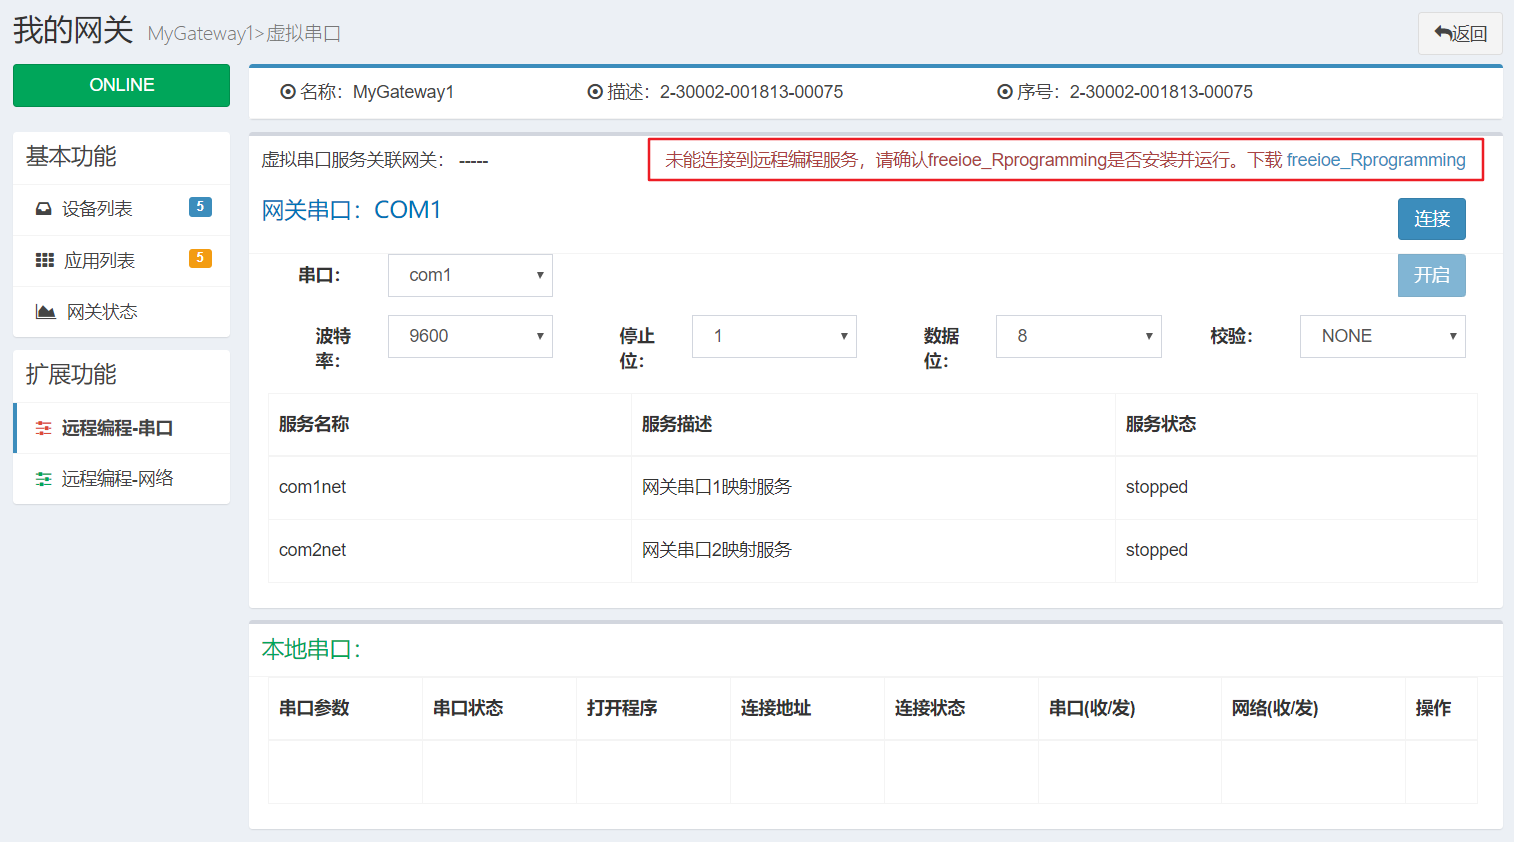 我的网关 MyGateway1>虚拟串口
返回
ONLINE
名称：MyGateway1
描述：2-30002-001813-00075
序号：2-30002-001813-00075
基本功能
设备列表 5
应用列表 5
网关状态
扩展功能
远程编程-串口
远程编程-网络
虚拟串口服务关联网关： -----
未能连接到远程编程服务，请确认freeioe_Rprogramming是否安装并运行。下载 freeioe_Rprogramming
网关串口：COM1
连接
串口： com1
开启
波特率： 9600
停止位： 1
数据位： 8
校验： NONE
服务名称 服务描述 服务状态
com1net 网关串口1映射服务 stopped
com2net 网关串口2映射服务 stopped
本地串口：
串口参数 串口状态 打开程序 连接地址 连接状态 串口(收/发) 网络(收/发) 操作